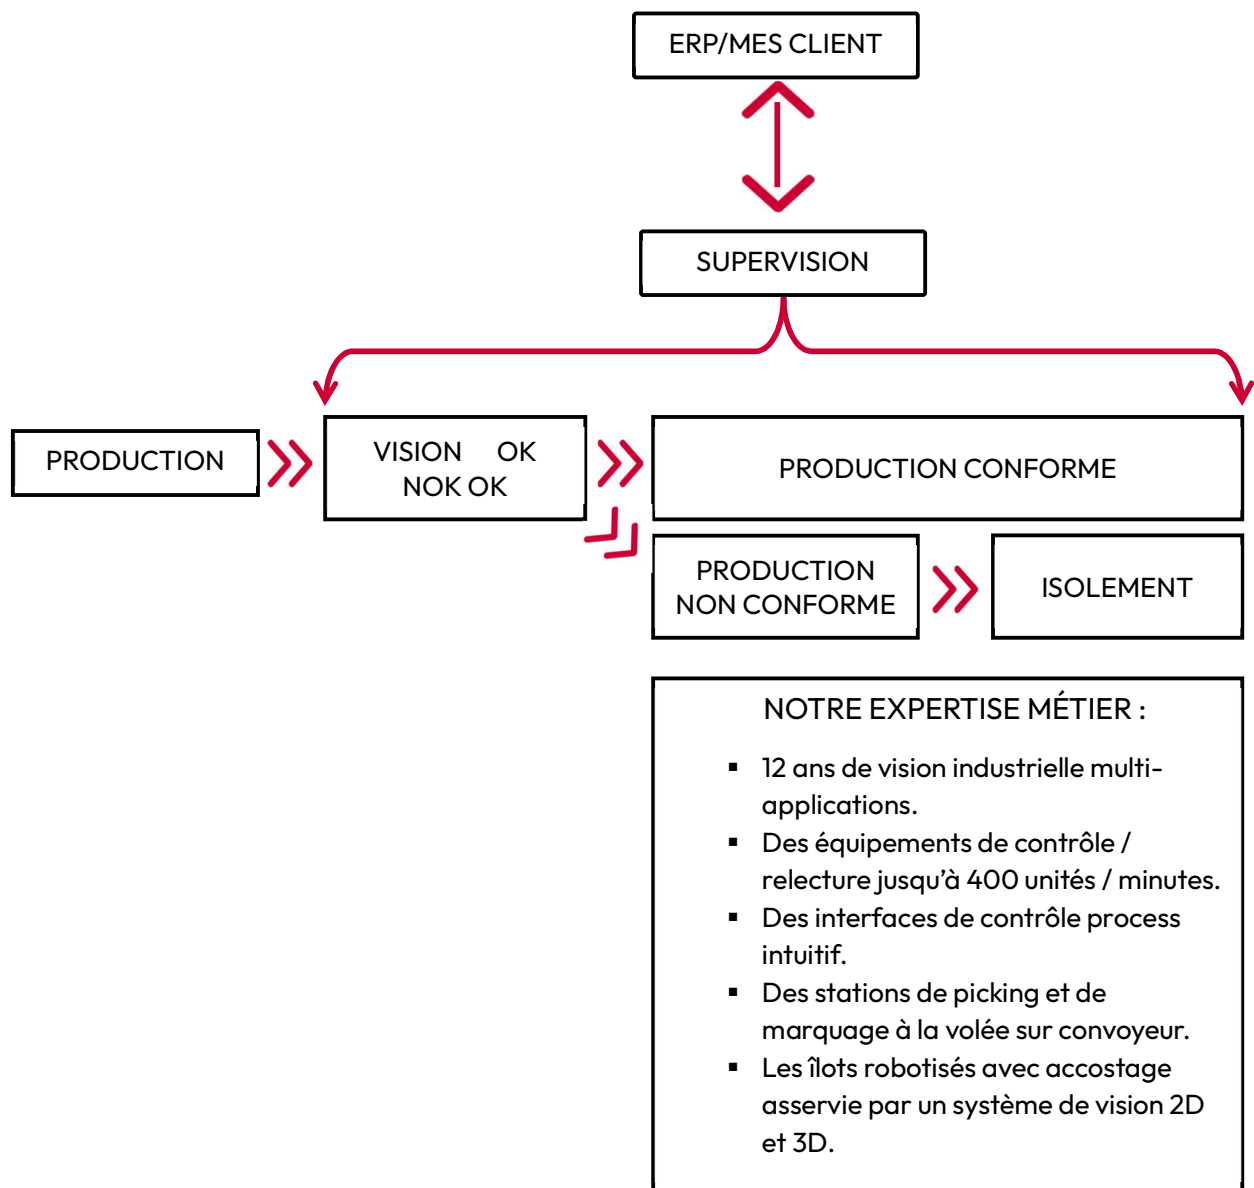 ERP/MES CLIENT
SUPERVISION
PRODUCTION
VISION OK
NOK OK
PRODUCTION CONFORME
PRODUCTION
NON CONFORME
ISOLEMENT
NOTRE EXPERTISE MÉTIER :
▪ 12 ans de vision industrielle multi-
applications.
▪ Des équipements de contrôle /
relecture jusqu’à 400 unités / minutes.
▪ Des interfaces de contrôle process
intuitif.
▪ Des stations de picking et de
marquage à la volée sur convoyeur.
▪ Les îlots robotisés avec accostage
asservie par un système de vision 2D
et 3D.